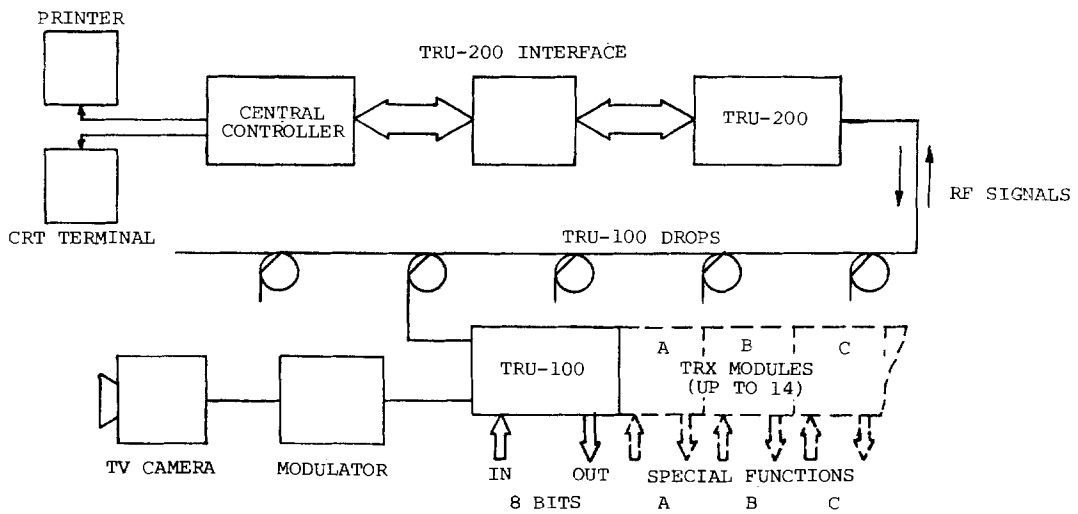 PRINTER
TRU-200 INTERFACE
CENTRAL
CONTROLLER
TRU-200
RF SIGNALS
CRT TERMINAL
TRU-100 DROPS
TRU-100
A
B
C
TRX MODULES
(UP TO 14)
TV CAMERA
MODULATOR
IN
OUT
8 BITS
SPECIAL FUNCTIONS
A
B
C